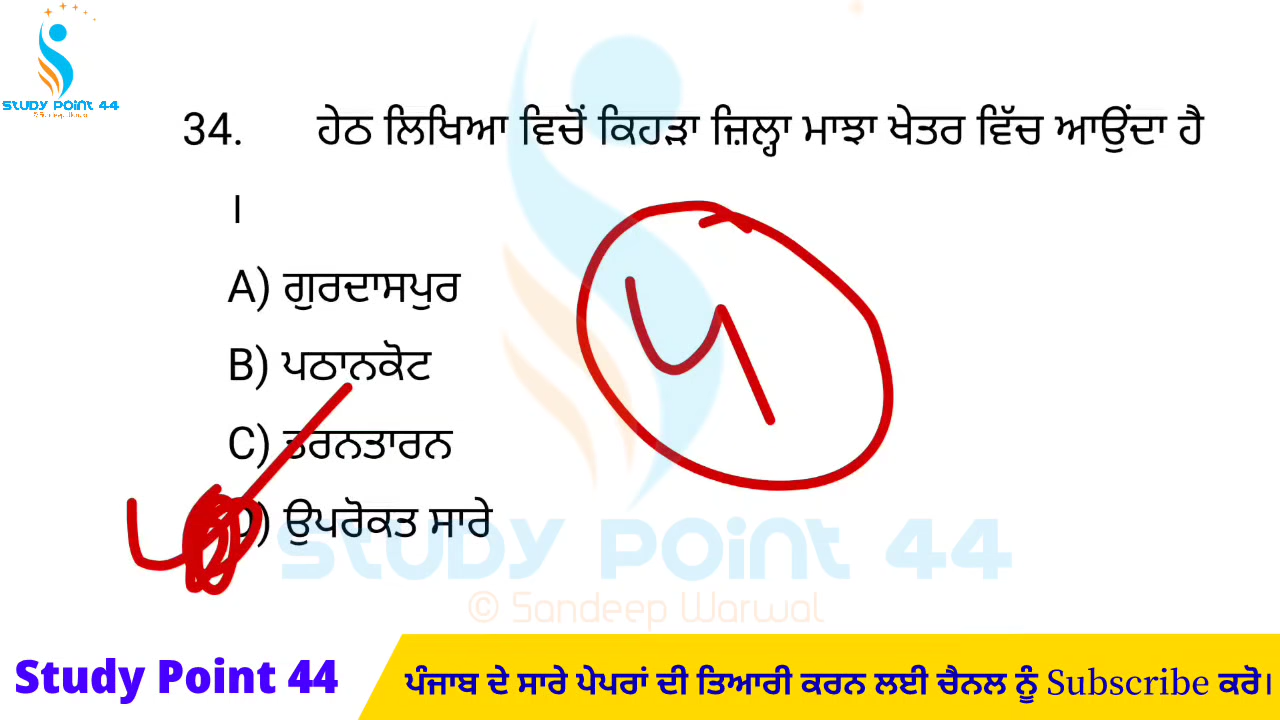 STUDY POINT 44
34. ਹੇਠ ਲਿਖਿਆ ਵਿਚੋਂ ਕਿਹੜਾ ਜ਼ਿਲ੍ਹਾ ਮਾਝਾ ਖੇਤਰ ਵਿੱਚ ਆਉਂਦਾ ਹੈ
।
A) ਗੁਰਦਾਸਪੁਰ
B) ਪਠਾਨਕੋਟ
C) ਤਰਨਤਾਰਨ
D) ਉਪਰੋਕਤ ਸਾਰੇ
STUDY POINT 44
© Sandeep Warwal
Study Point 44
ਪੰਜਾਬ ਦੇ ਸਾਰੇ ਪੇਪਰਾਂ ਦੀ ਤਿਆਰੀ ਕਰਨ ਲਈ ਚੈਨਲ ਨੂੰ Subscribe ਕਰੋ।